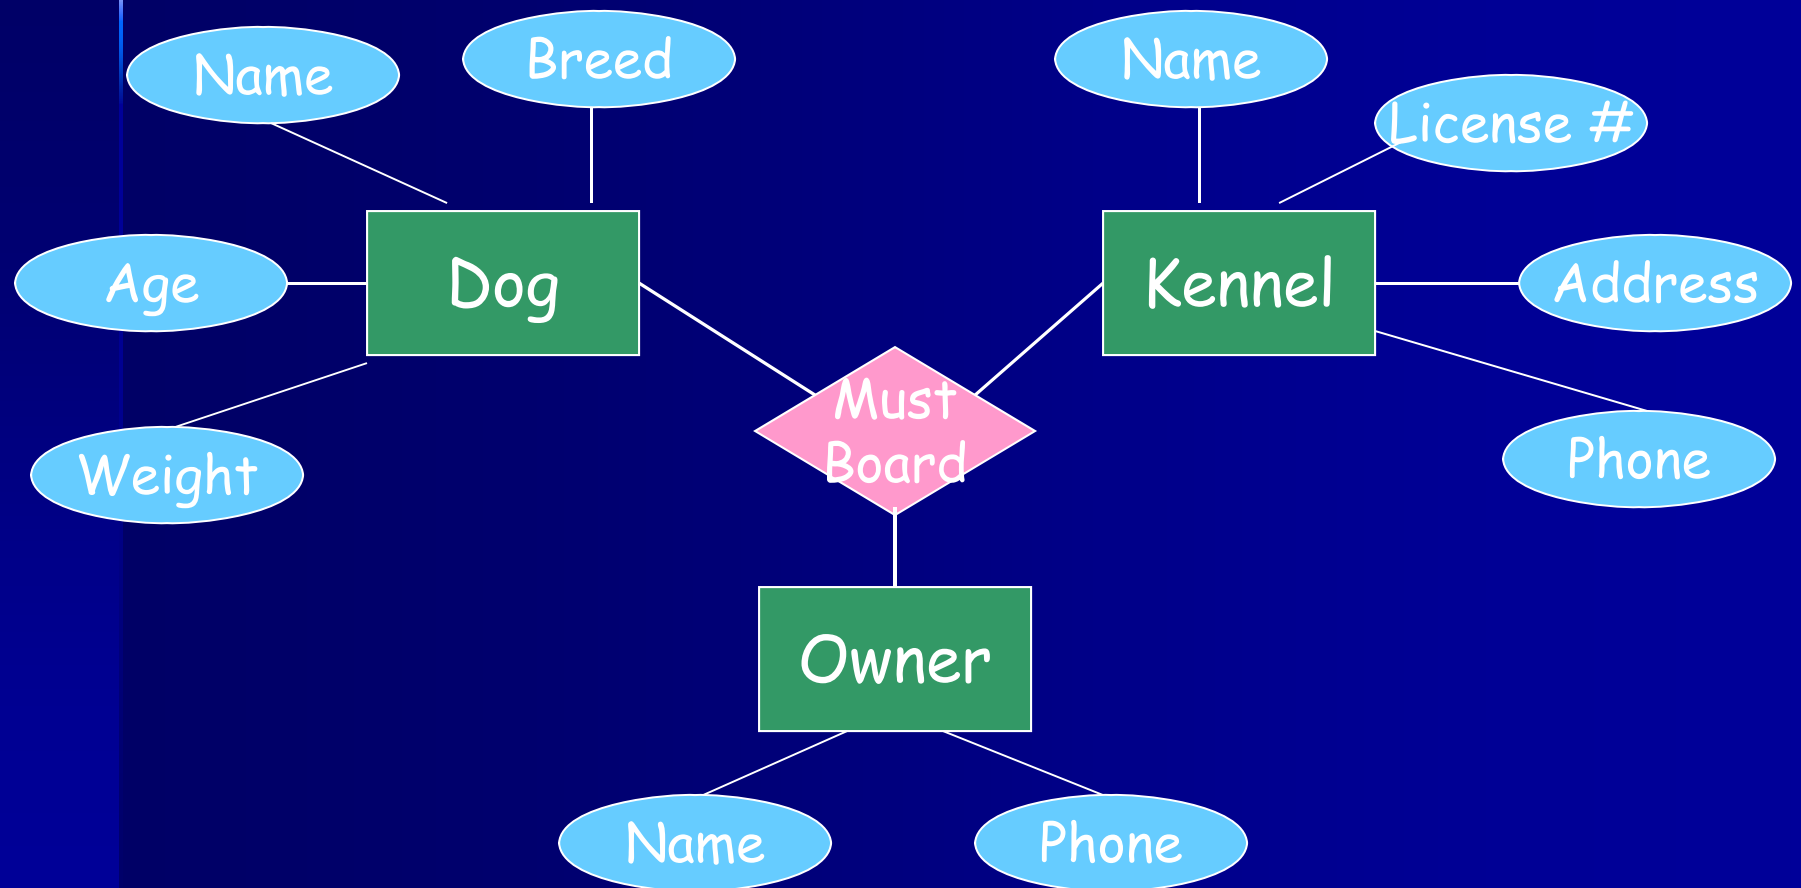 Name
Breed
Name
License #
Age
Dog
Kennel
Address
Must
Board
Weight
Phone
Owner
Name
Phone